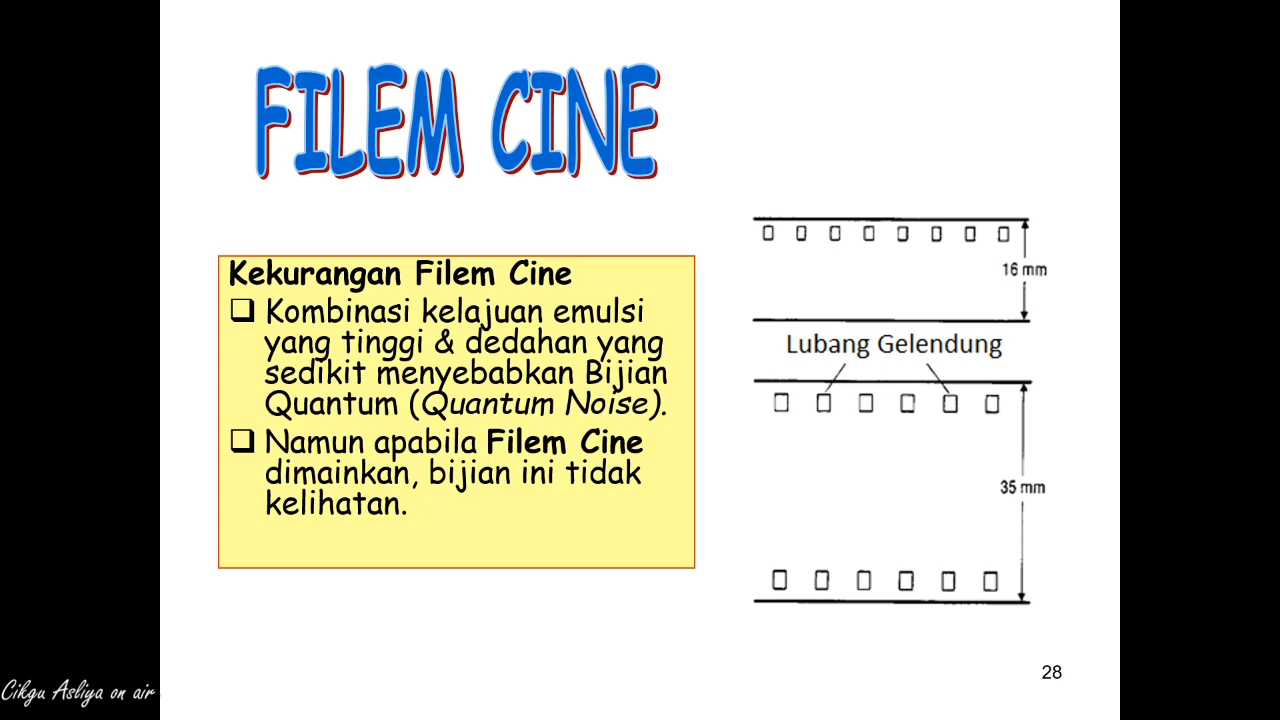 FILEM CINE
Kekurangan Filem Cine
Kombinasi kelajuan emulsi
yang tinggi & dedahan yang
sedikit menyebabkan Bijian
Quantum (Quantum Noise).
Namun apabila Filem Cine
dimainkan, bijian ini tidak
kelihatan.
16 mm
Lubang Gelendung
35 mm
28
Cikgu Asliya on air